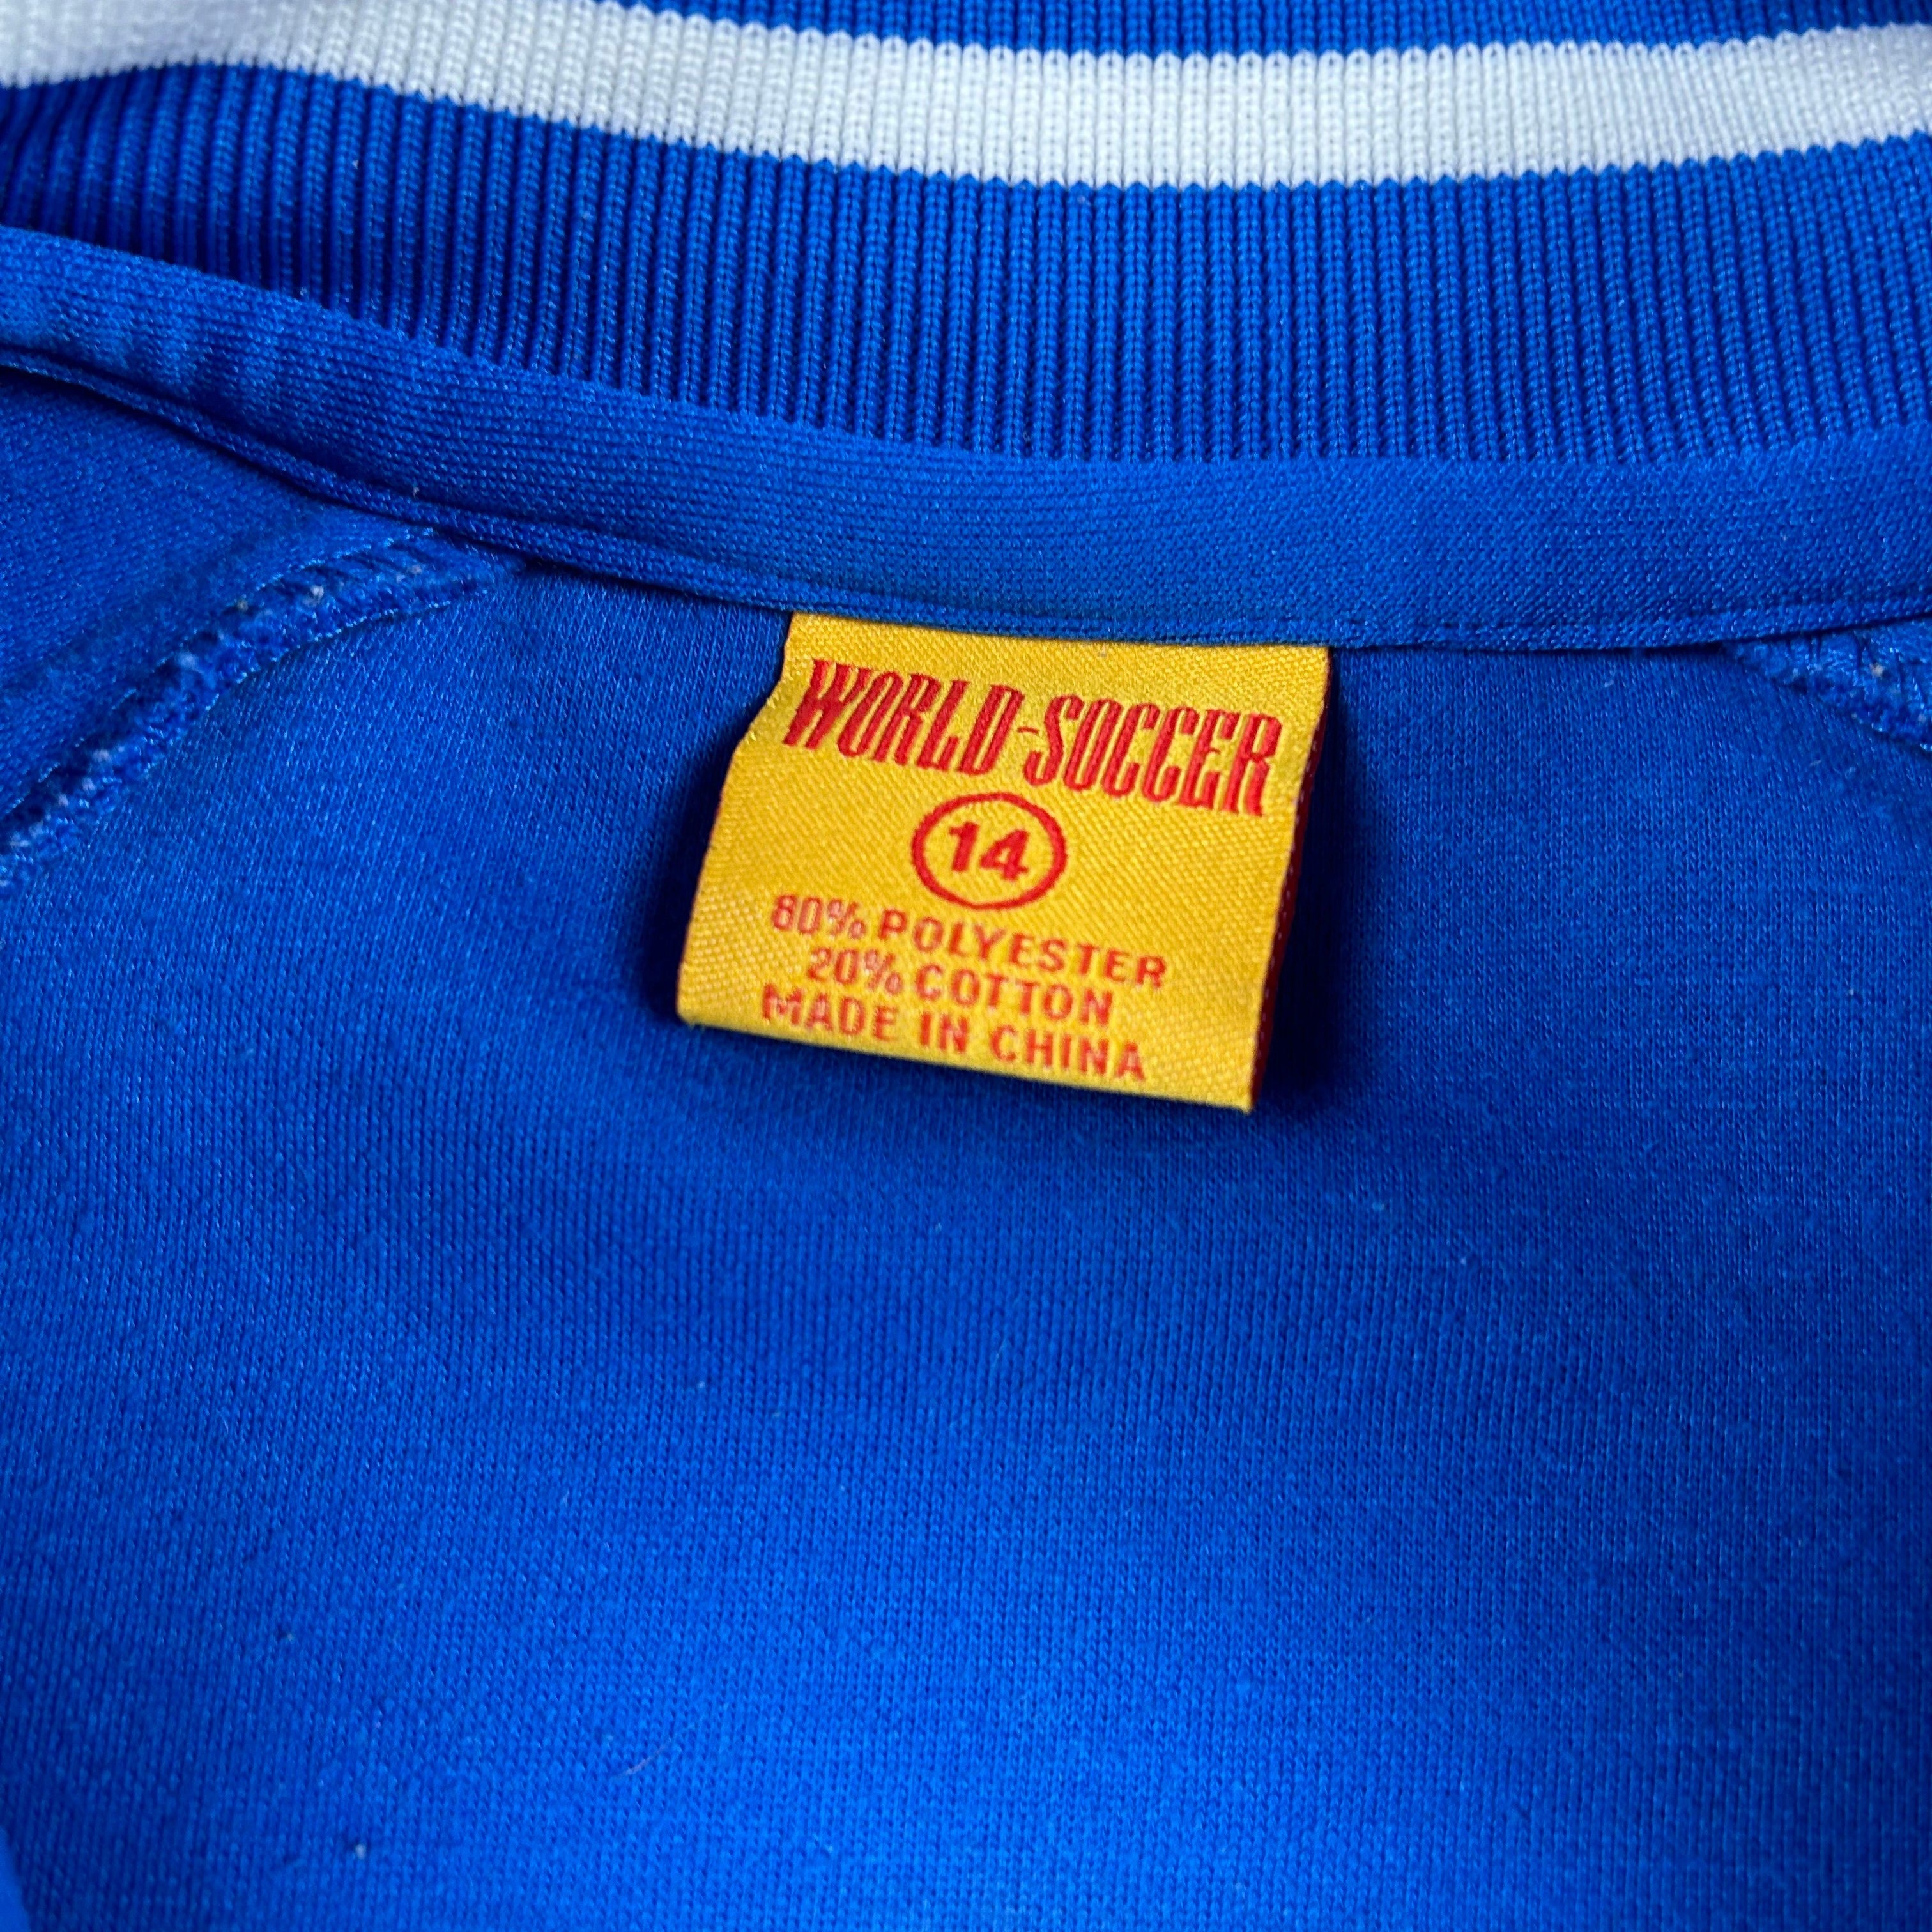 WORLD-SOCCER
14
80% POLYESTER
20% COTTON
MADE IN CHINA